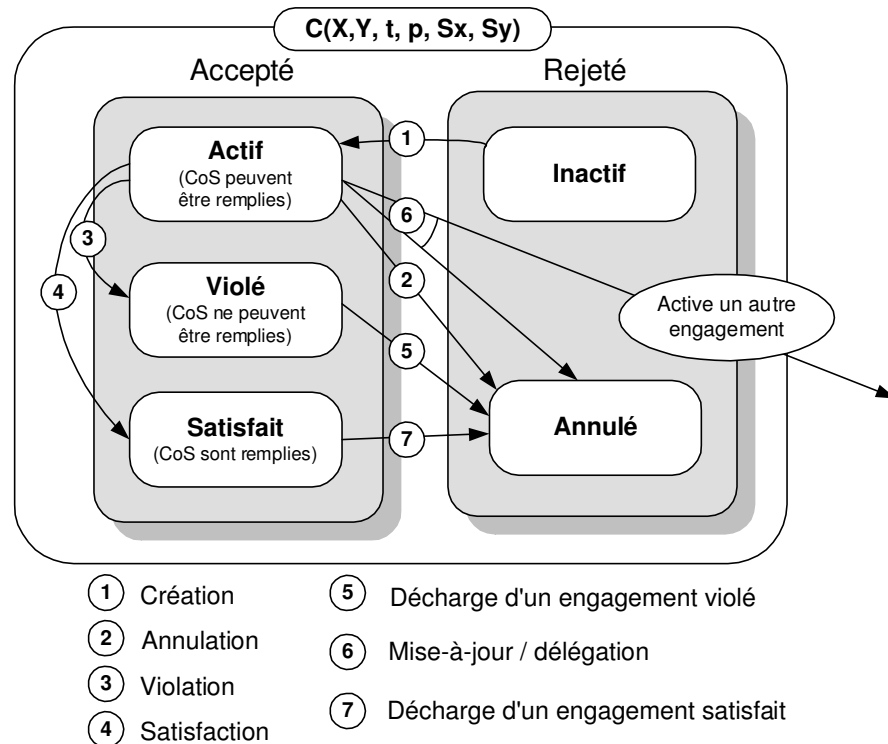 C(X,Y, t, p, Sx, Sy)
Accepté
Rejeté
Actif
(CoS peuvent
être remplies)
1
Inactif
6
3
2
4
Violé
(CoS ne peuvent
être remplies)
Active un autre
engagement
5
Satisfait
(CoS sont remplies)
7
Annulé
1 Création
2 Annulation
3 Violation
4 Satisfaction
5 Décharge d'un engagement violé
6 Mise-à-jour / délégation
7 Décharge d'un engagement satisfait